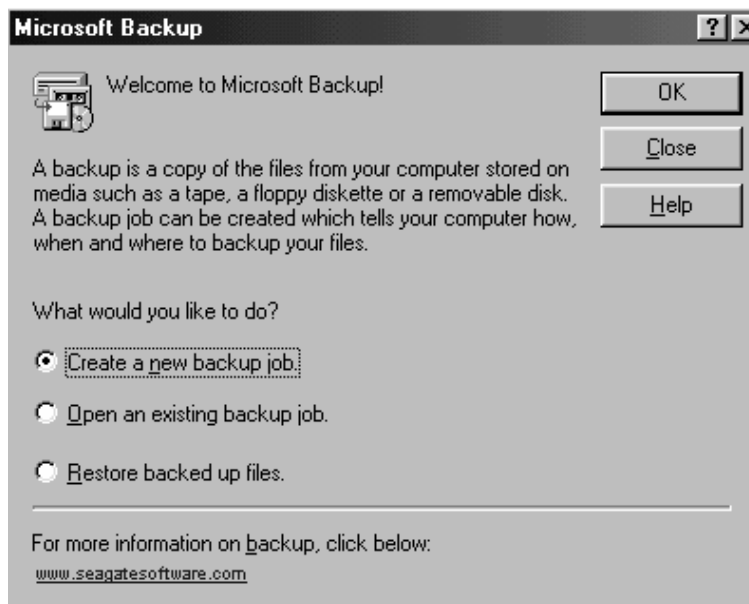 Microsoft Backup
Welcome to Microsoft Backup!
OK
Close
Help
A backup is a copy of the files from your computer stored on
media such as a tape, a floppy diskette or a removable disk.
A backup job can be created which tells your computer how,
when and where to backup your files.
What would you like to do?
Create a new backup job.
Open an existing backup job.
Restore backed up files.
For more information on backup, click below:
www.seagatesoftware.com